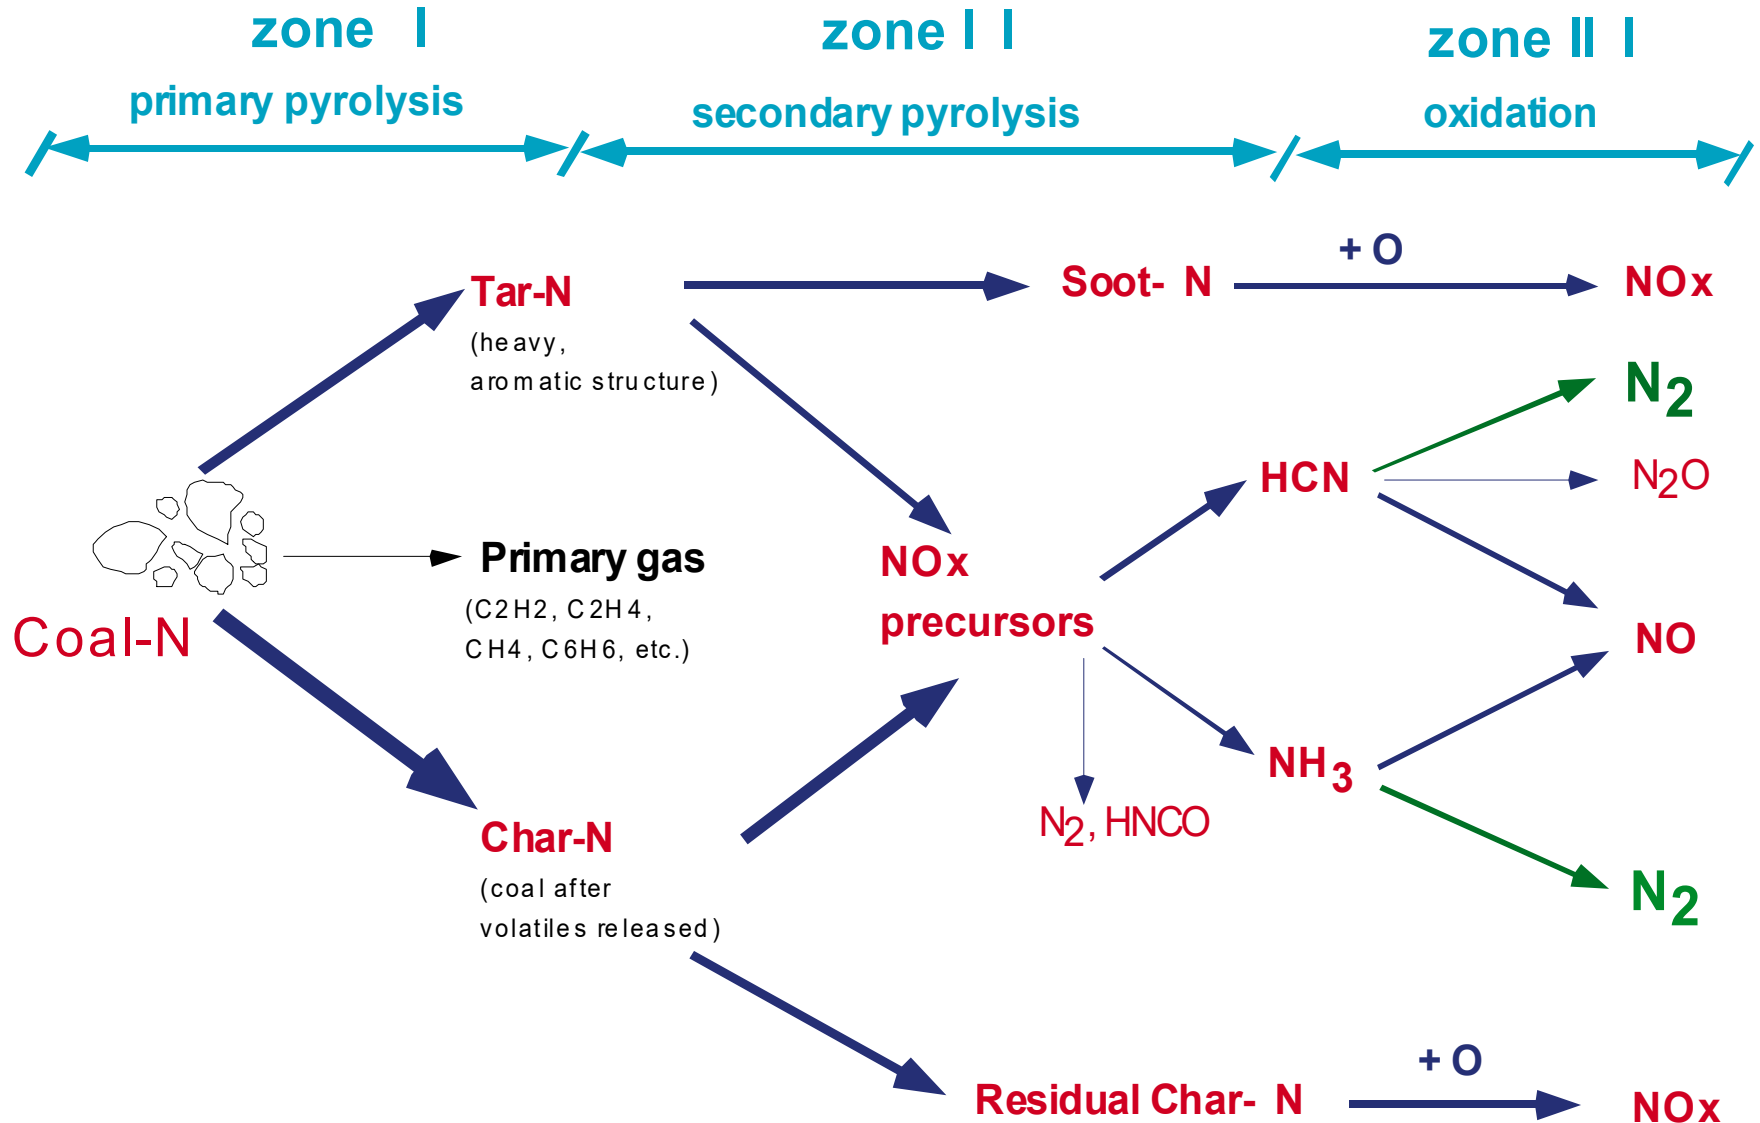 zone I
primary pyrolysis
zone I I
secondary pyrolysis
zone II I
oxidation
Coal-N
Tar-N
(heavy,
aromatic structure)
Primary gas
(C2H2, C2H4,
CH4, C6H6, etc.)
Char-N
(coal after
volatiles released)
Soot- N
+ O
NOx
NOx
precursors
HCN
NH3
N2, HNCO
N2
N2O
NO
N2
Residual Char- N
+ O
NOx